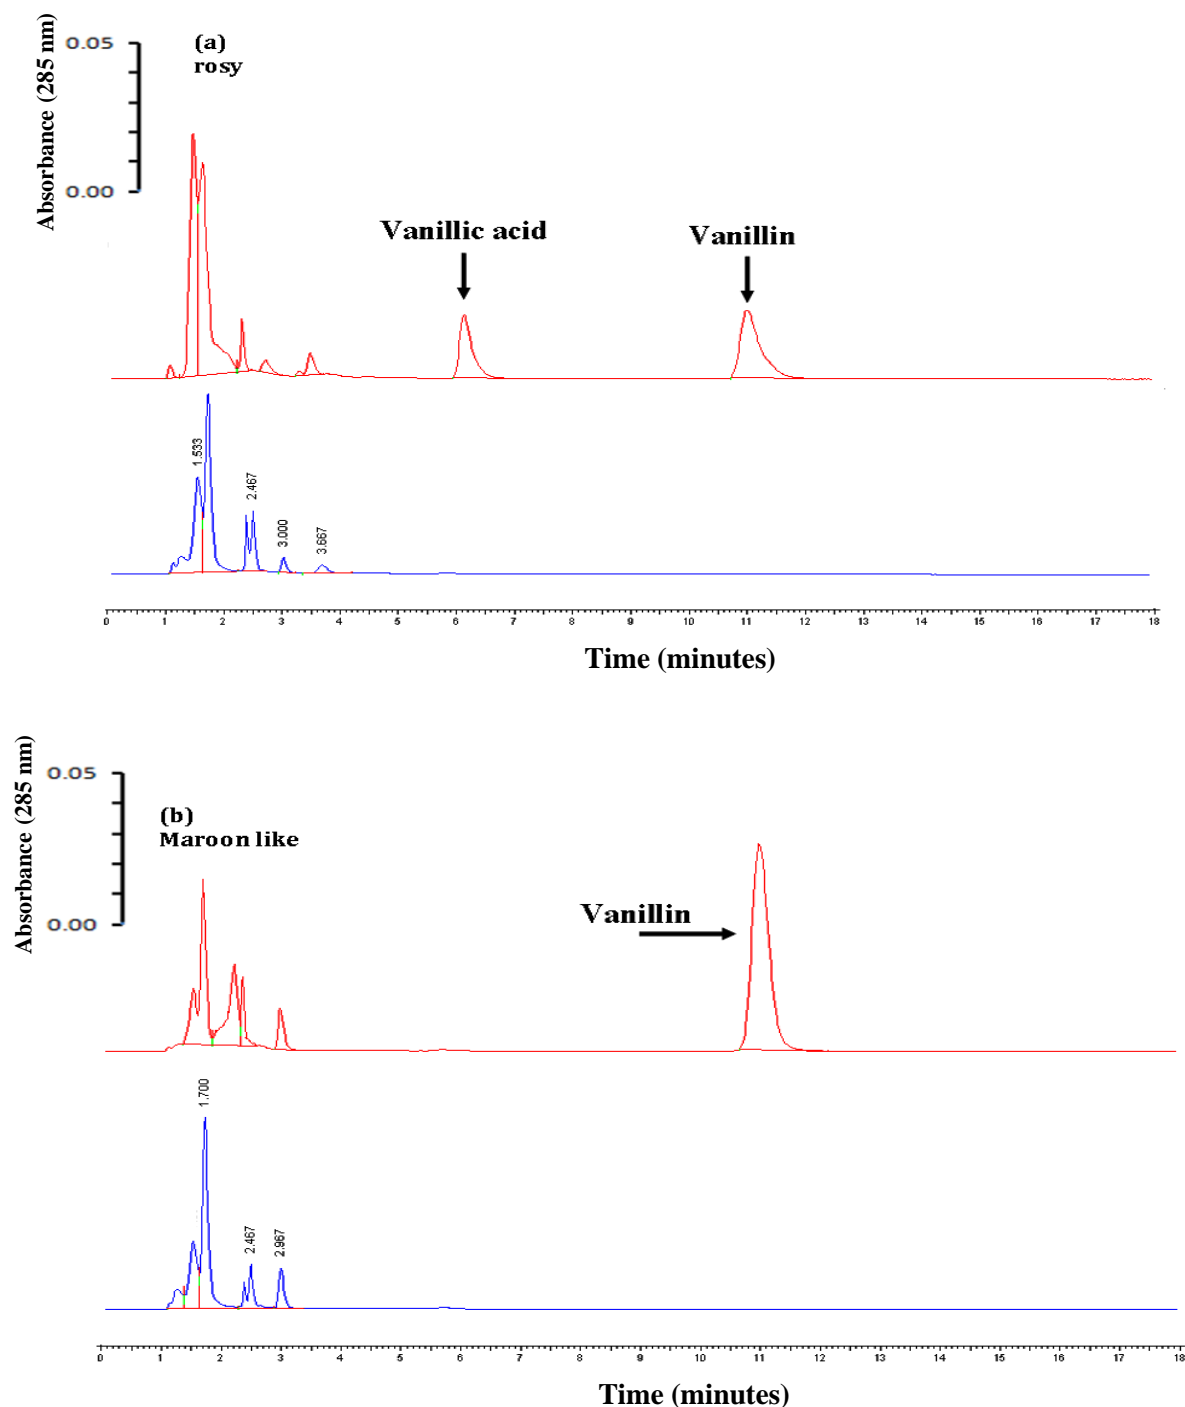 0.05
(a)
rosy
Absorbance (285 nm)
0.00
Vanillic acid
Vanillin
1.533
2.467
3.000
3.667
0 1 2 3 4 5 6 7 8 9 10 11 12 13 14 15 16 17 18
Time (minutes)
0.05
(b)
Maroon like
Absorbance (285 nm)
0.00
Vanillin
1.700
2.467
2.967
0 1 2 3 4 5 6 7 8 9 10 11 12 13 14 15 16 17 18
Time (minutes)